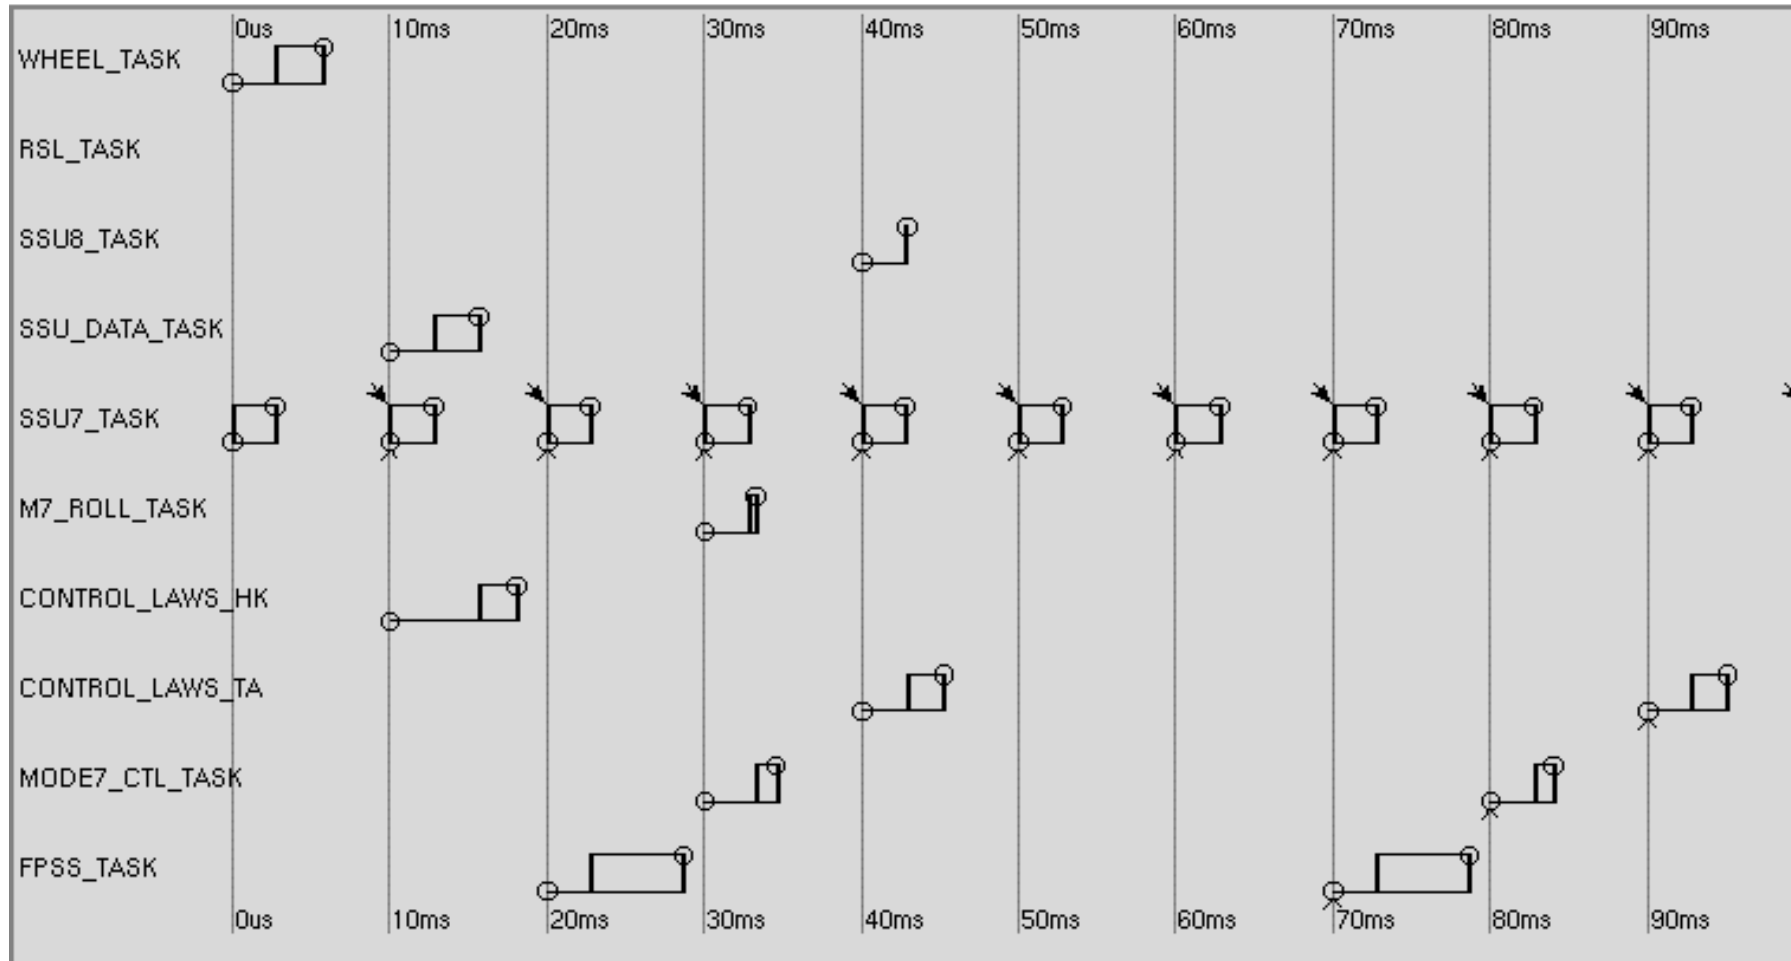 0us 10ms 20ms 30ms 40ms 50ms 60ms 70ms 80ms 90ms
WHEEL_TASK
RSL_TASK
SSU8_TASK
SSU_DATA_TASK
SSU7_TASK
M7_ROLL_TASK
CONTROL_LAWS_HK
CONTROL_LAWS_TA
MODE7_CTL_TASK
FPSS_TASK
0us 10ms 20ms 30ms 40ms 50ms 60ms 70ms 80ms 90ms